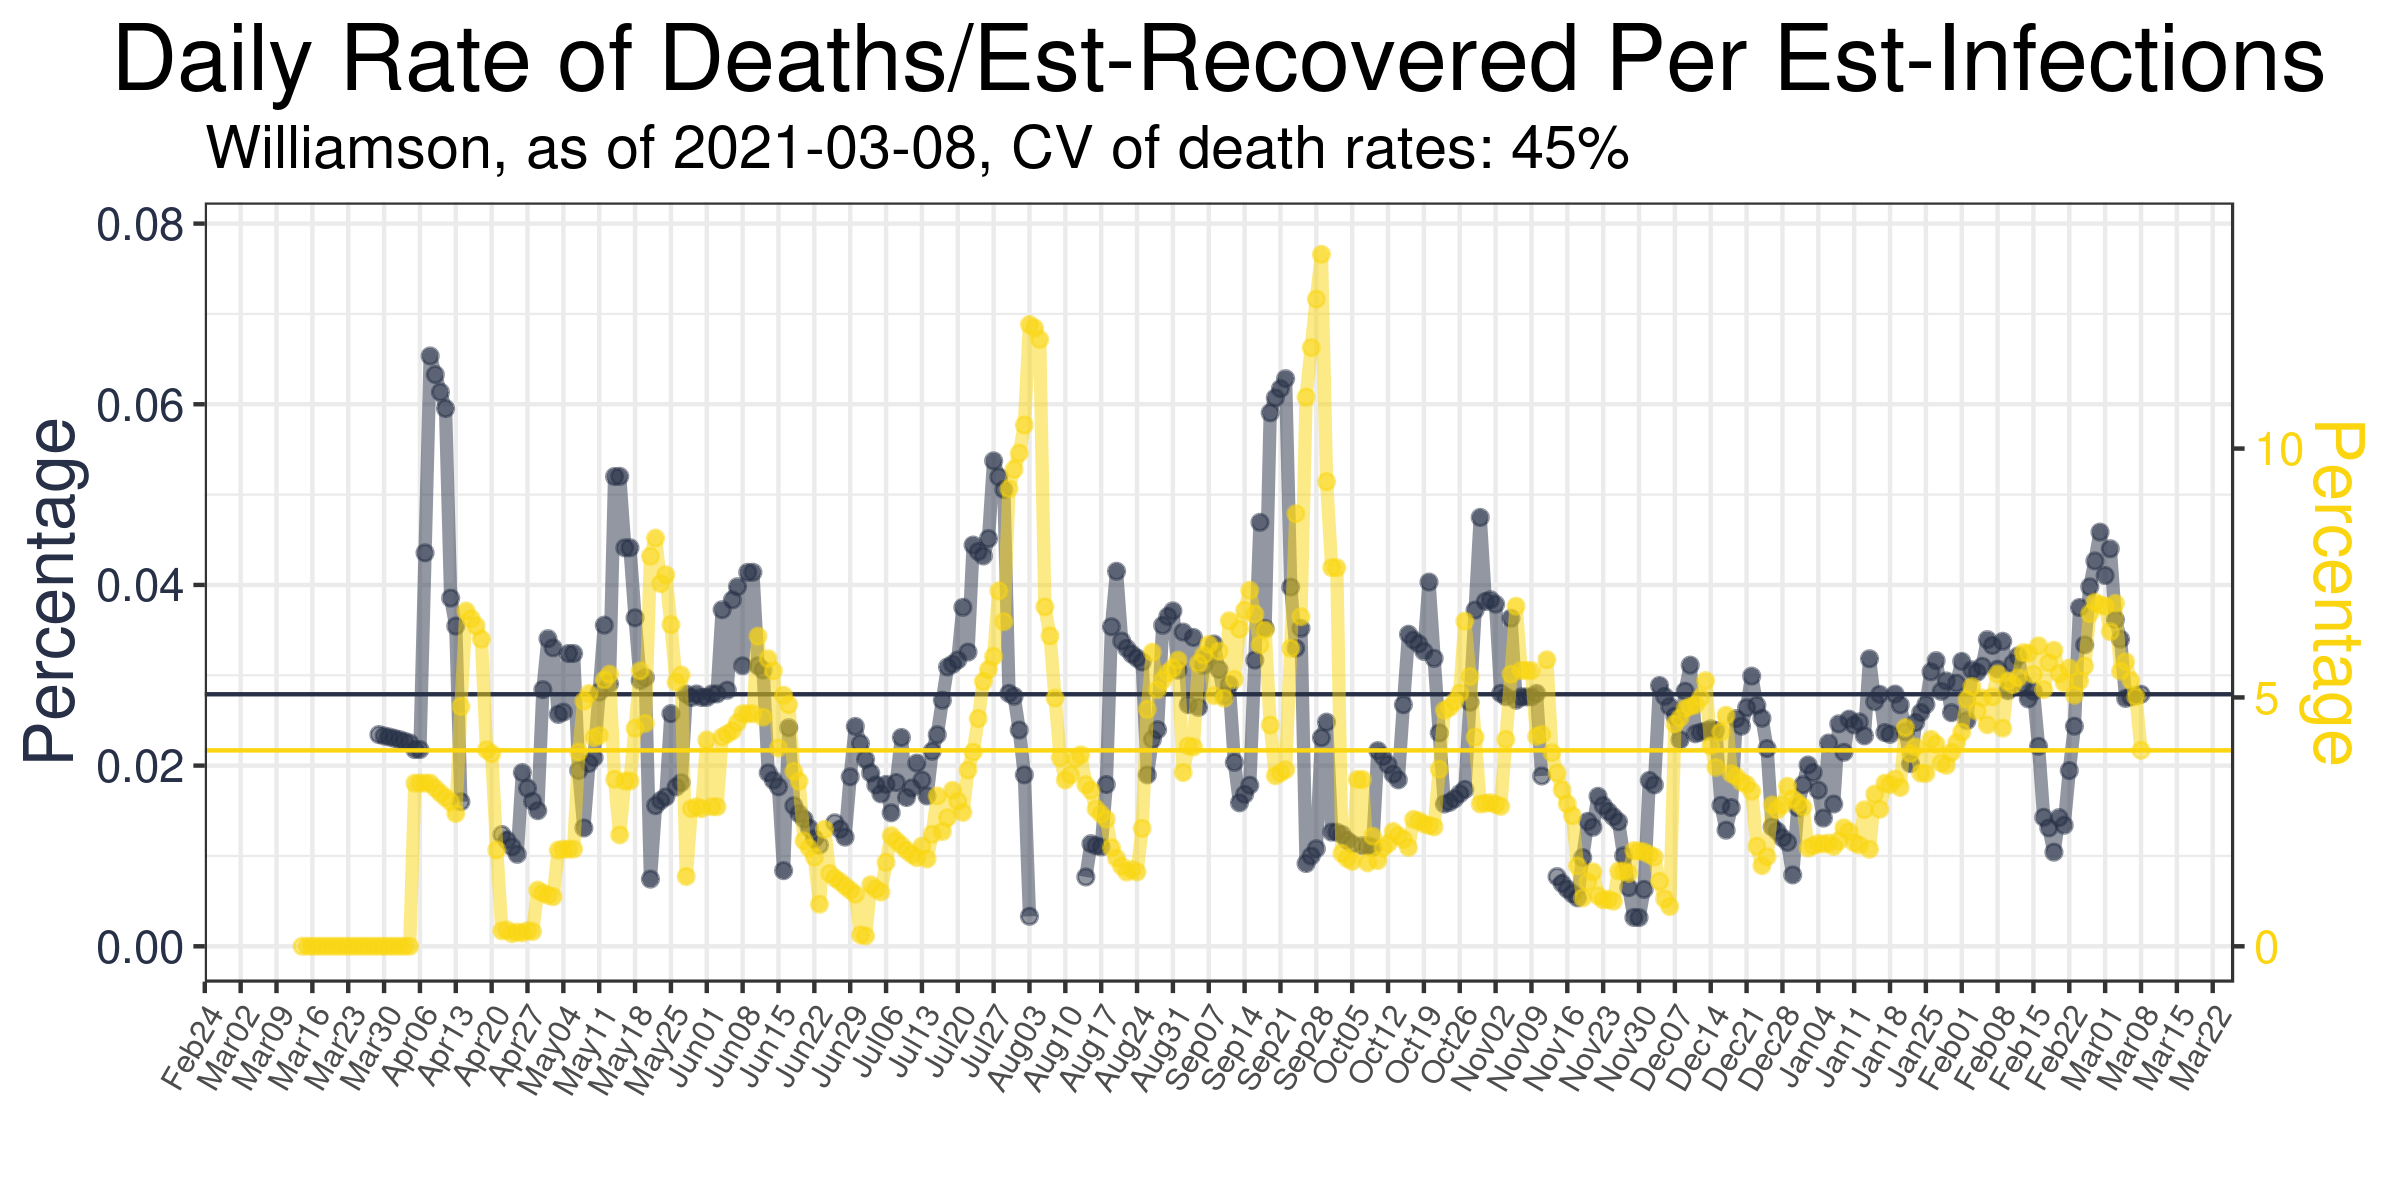 Daily Rate of Deaths/Est-Recovered Per Est-Infections
Williamson, as of 2021-03-08, CV of death rates: 45%
Percentage
0.08
0.06
0.04
0.02
0.00
10
5
0
Percentage
Feb24
Mar02
Mar09
Mar16
Mar23
Mar30
Apr06
Apr13
Apr20
Apr27
May04
May11
May18
May25
Jun01
Jun08
Jun15
Jun22
Jun29
Jul06
Jul13
Jul20
Jul27
Aug03
Aug10
Aug17
Aug24
Aug31
Sep07
Sep14
Sep21
Sep28
Oct05
Oct12
Oct19
Oct26
Nov02
Nov09
Nov16
Nov23
Nov30
Dec07
Dec14
Dec21
Dec28
Jan04
Jan11
Jan18
Jan25
Feb01
Feb08
Feb15
Feb22
Mar01
Mar08
Mar15
Mar22